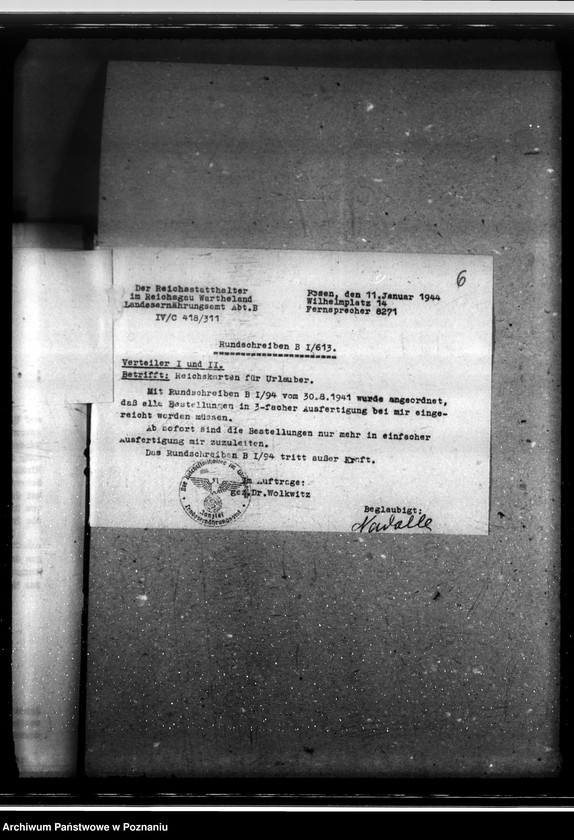 6
Der Reichsstatthalter
im Reichsgau Wartheland
Landesernährungsamt Abt.B
IV/C 418/311
Posen, den 11.Januar 1944
Wilhelmplatz 14
Fernsprecher 8271
Rundschreiben B I/613.
Verteiler I und II.
Betrifft: Reichskarten für Urlauber.
Mit Rundschreiben B I/94 vom 30.8.1941 wurde angeordnet,
daß alle Bestellungen in 3-facher Ausfertigung bei mir einge-
reicht werden müssen.
Ab sofort sind die Bestellungen nur mehr in einfacher
Ausfertigung mir zuzuleiten.
Das Rundschreiben B I/94 tritt außer Kraft.
Im Auftrage:
gez.Dr.Wolkwitz
Beglaubigt:
Der Reichsstatthalter im
Landesernährungsamt
Archiwum Państwowe w Poznaniu